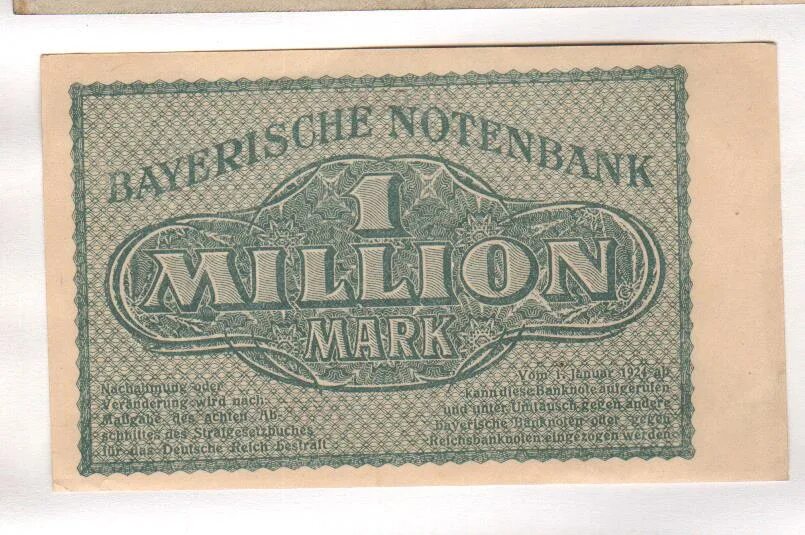 BAYERISCHE NOTENBANK
1
MILLION
MARK
Nachahmung oder
Veränderung wird nach
Maßgabe des achten Ab-
schnittes des Strafgesetzbuches
für das Deutsche Reich bestraft
Vom 1. Januar 1924 ab
kann diese Banknote aufgerufen
und unter Umtausch gegen andere
bayerische Banknoten oder gegen
Reichsbanknoten eingezogen werden